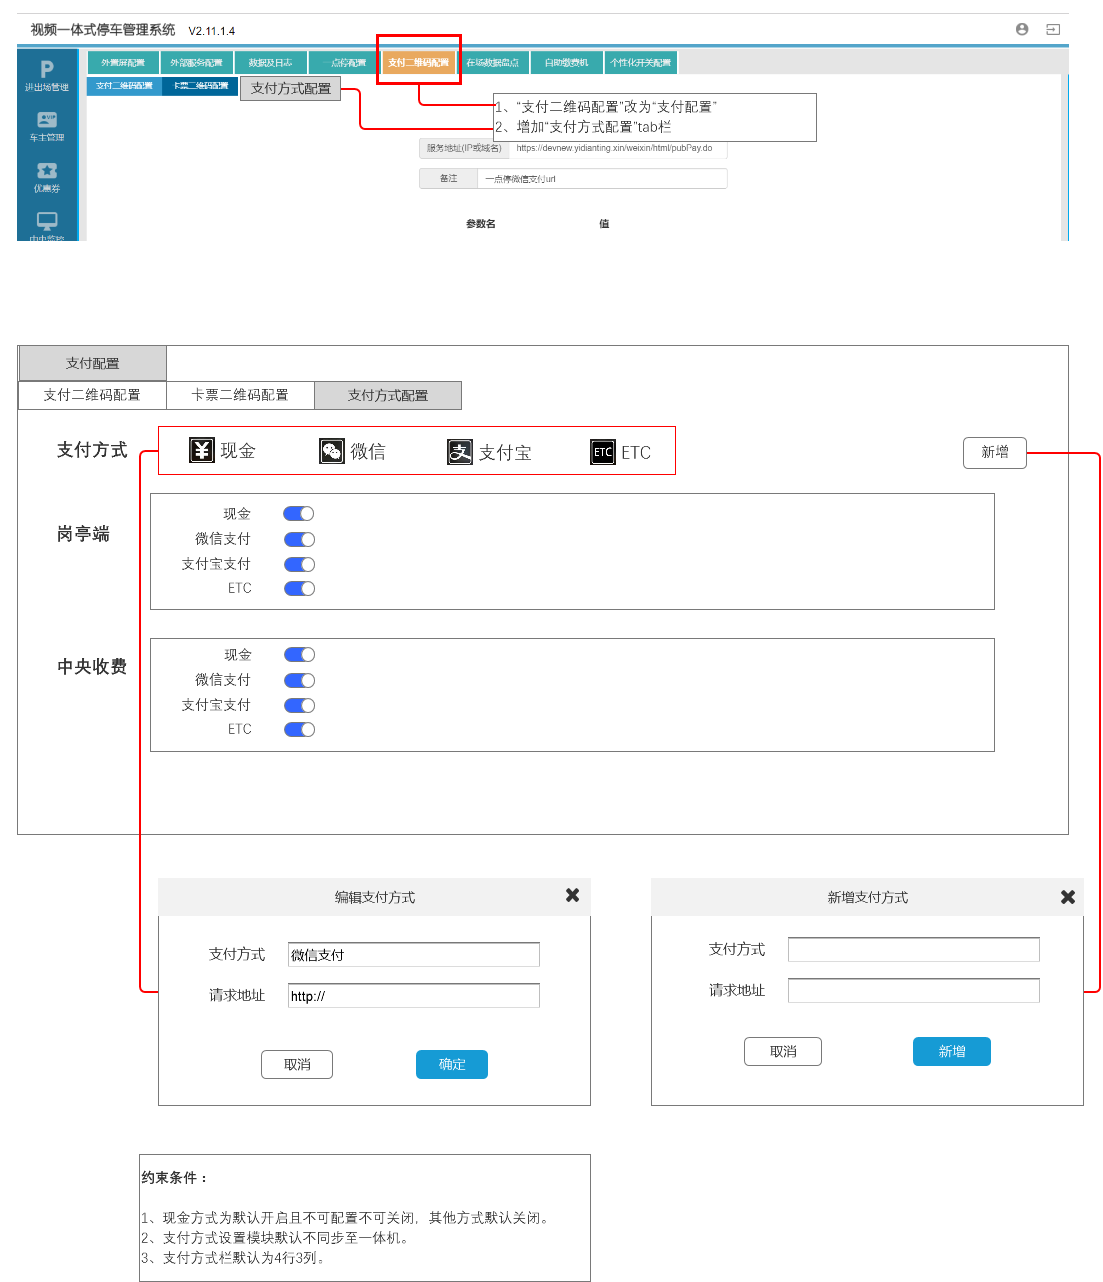 视频一体式停车管理系统 V2.11.1.4
外置屏配置 外部服务配置 数据及日志 一点停配置 支付二维码配置 在场数据盘点 自助缴费机 个性化开关配置
支付二维码配置 卡票二维码配置 支付方式配置
进出场管理
车主管理
优惠券
1、“支付二维码配置”改为“支付配置”
2、增加“支付方式配置”tab栏
服务地址(IP或域名) https://devnew.yidianting.xin/weixin/html/pubPay.do
备注 一点停微信支付url
参数名 值
支付配置
支付二维码配置 卡票二维码配置 支付方式配置
支付方式 现金 微信 支付宝 ETC ETC 新增
岗亭端
现金
微信支付
支付宝支付
ETC
中央收费
现金
微信支付
支付宝支付
ETC
编辑支付方式
支付方式 微信支付
请求地址 http://
取消 确定
新增支付方式
支付方式
请求地址
取消 新增
约束条件：
1、现金方式为默认开启且不可配置不可关闭，其他方式默认关闭。
2、支付方式设置模块默认不同步至一体机。
3、支付方式栏默认为4行3列。